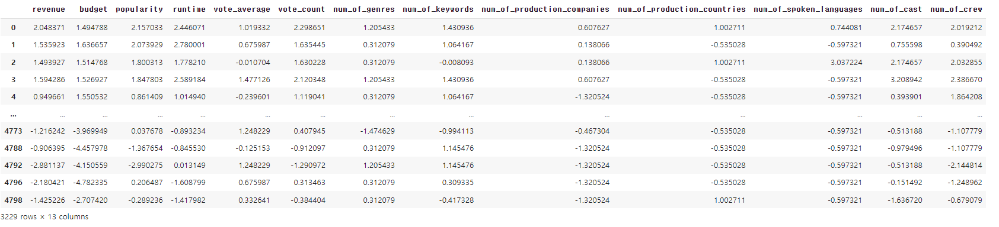 revenue budget popularity runtime vote_average vote_count num_of_genres num_of_keywords num_of_production_companies num_of_production_countries num_of_spoken_languages num_of_cast num_of_crew
0 2.048371 1.494788 2.157033 2.446071 1.019332 2.298651 1.205433 1.430936 0.607627 1.002711 0.744081 2.174657 2.019212
1 1.535923 1.636657 2.073929 2.780001 0.675987 1.635445 0.312079 1.064167 0.138066 -0.535028 -0.597321 0.755598 0.390492
2 1.493927 1.514768 1.800313 1.778210 -0.010704 1.630228 0.312079 -0.008093 0.138066 1.002711 3.037224 2.174657 2.032855
3 1.594286 1.526927 1.847803 2.589184 1.477126 2.120348 1.205433 1.430936 0.607627 -0.535028 -0.597321 3.208942 2.386670
4 0.949661 1.550532 0.861409 1.014940 -0.239601 1.119041 0.312079 1.064167 -1.320524 -0.535028 -0.597321 0.393901 1.864208
... ... ... ... ... ... ... ... ... ... ... ... ... ...
4773 -1.216242 -3.969949 0.037678 -0.893234 1.248229 0.407945 -1.474629 -0.994113 -0.467304 -0.535028 -0.597321 -0.513188 -1.107779
4788 -0.906395 -4.457978 -1.367654 -0.845530 -0.125153 -0.912097 0.312079 1.145476 -1.320524 -0.535028 -0.597321 -0.979496 -1.107779
4792 -2.881137 -4.150559 -2.990275 0.013149 1.248229 -1.290972 1.205433 1.145476 -1.320524 -0.535028 -0.597321 -0.513188 -2.144814
4796 -2.180421 -4.782335 0.206487 -1.608799 0.675987 0.313463 0.312079 0.309335 -1.320524 -0.535028 -0.597321 -0.151492 -1.248962
4798 -1.425226 -2.707420 -0.289236 -1.417982 0.332641 -0.384404 0.312079 -0.417328 -1.320524 1.002711 -0.597321 -1.636720 -0.679079
3229 rows × 13 columns